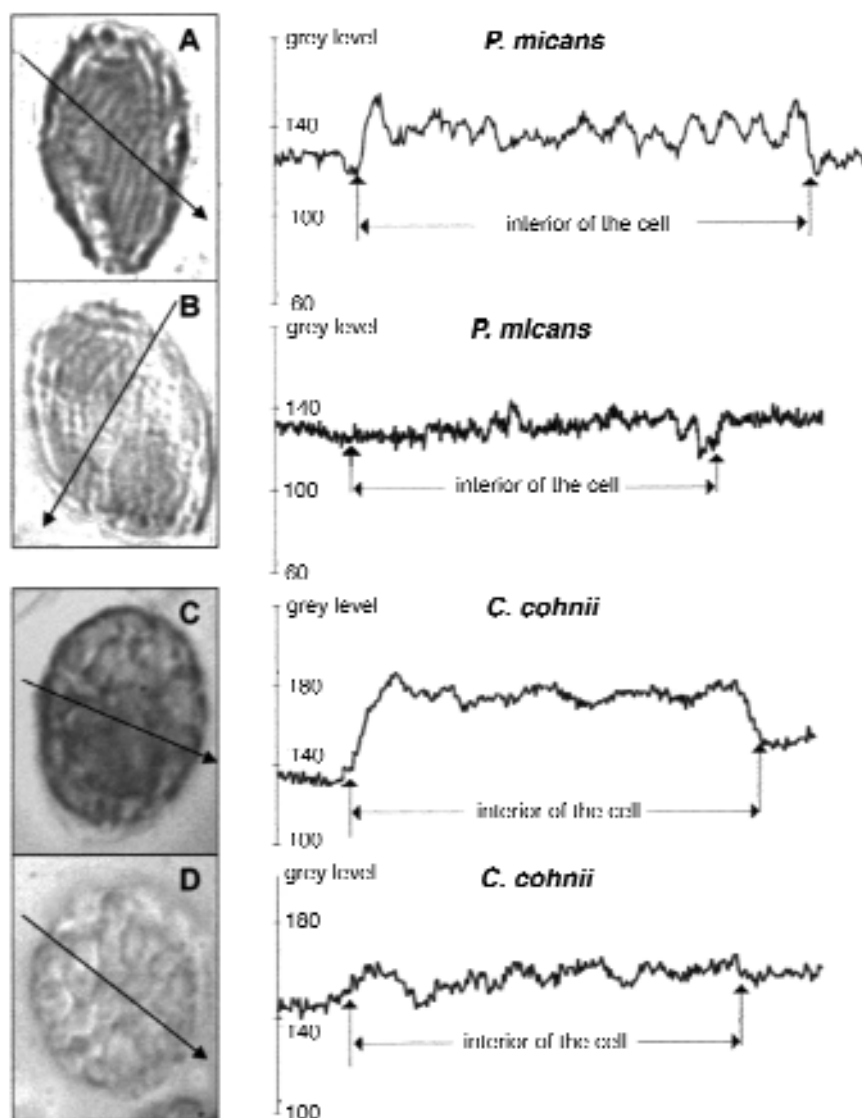 A
grey level
P. micans
140
100
interior of the cell
60
B
grey level
P. micans
140
100
interior of the cell
60
C
grey level
C. cohnii
180
140
interior of the cell
100
D
grey level
C. cohnii
180
140
interior of the cell
100